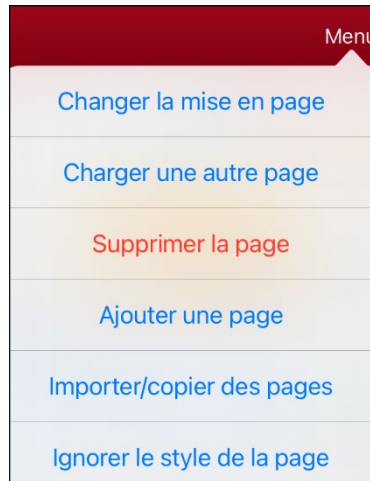 Menu
Changer la mise en page
Charger une autre page
Supprimer la page
Ajouter une page
Importer/copier des pages
Ignorer le style de la page